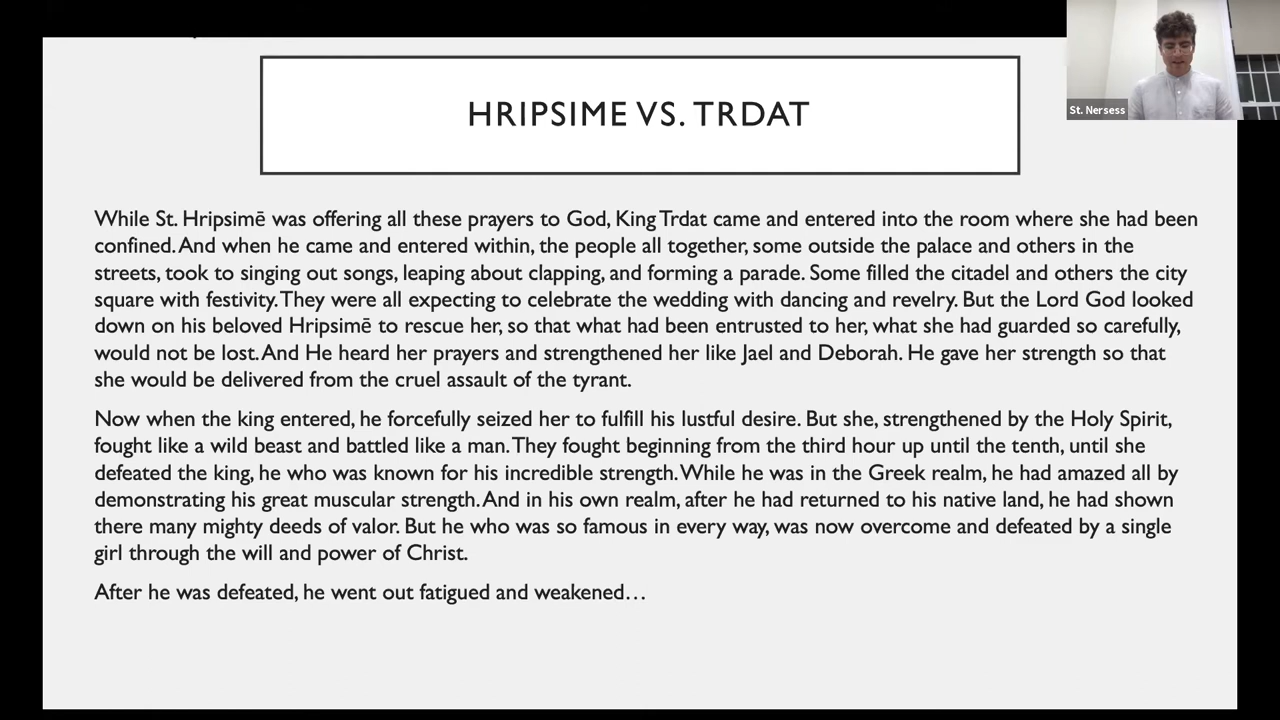 HRIPSIME VS. TRDAT
St. Nersess
While St. Hripsimē was offering all these prayers to God, King Trdat came and entered into the room where she had been
confined. And when he came and entered within, the people all together, some outside the palace and others in the
streets, took to singing out songs, leaping about clapping, and forming a parade. Some filled the citadel and others the city
square with festivity. They were all expecting to celebrate the wedding with dancing and revelry. But the Lord God looked
down on his beloved Hripsimē to rescue her, so that what had been entrusted to her, what she had guarded so carefully,
would not be lost. And He heard her prayers and strengthened her like Jael and Deborah. He gave her strength so that
she would be delivered from the cruel assault of the tyrant.
Now when the king entered, he forcefully seized her to fulfill his lustful desire. But she, strengthened by the Holy Spirit,
fought like a wild beast and battled like a man. They fought beginning from the third hour up until the tenth, until she
defeated the king, he who was known for his incredible strength. While he was in the Greek realm, he had amazed all by
demonstrating his great muscular strength. And in his own realm, after he had returned to his native land, he had shown
there many mighty deeds of valor. But he who was so famous in every way, was now overcome and defeated by a single
girl through the will and power of Christ.
After he was defeated, he went out fatigued and weakened…